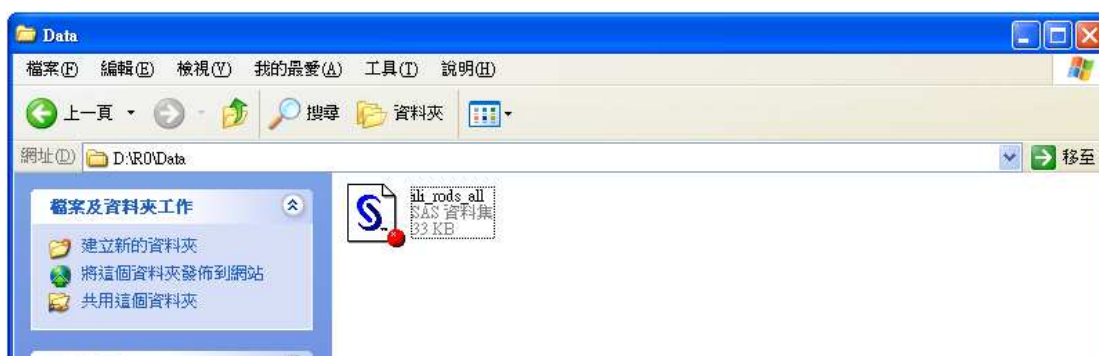 Data
檔案(F) 編輯(E) 檢視(V) 我的最愛(A) 工具(T) 說明(H)
上一頁 搜尋 資料夾
網址(D) D:\R0\Data 移至
檔案及資料夾工作
建立新的資料夾
將這個資料夾發佈到網站
共用這個資料夾
ili_rods_all
SAS 資料集
33 KB